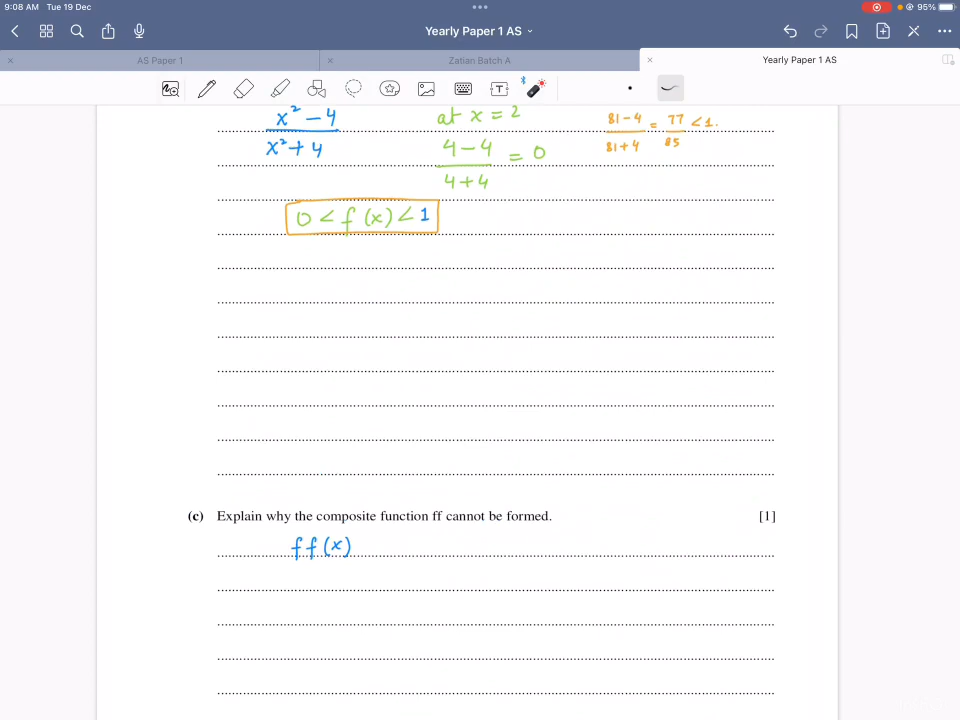 9:08 AM Tue 19 Dec
95%
Yearly Paper 1 AS
AS Paper 1
Zatian Batch A
Yearly Paper 1 AS
x² – 4 / x² + 4
at x = 2
4 – 4 / 4 + 4 = 0
81 – 4 / 81 + 4 = 77 / 85 < 1.
0 < f (x) < 1
(c) Explain why the composite function ff cannot be formed. [1]
f f (x)